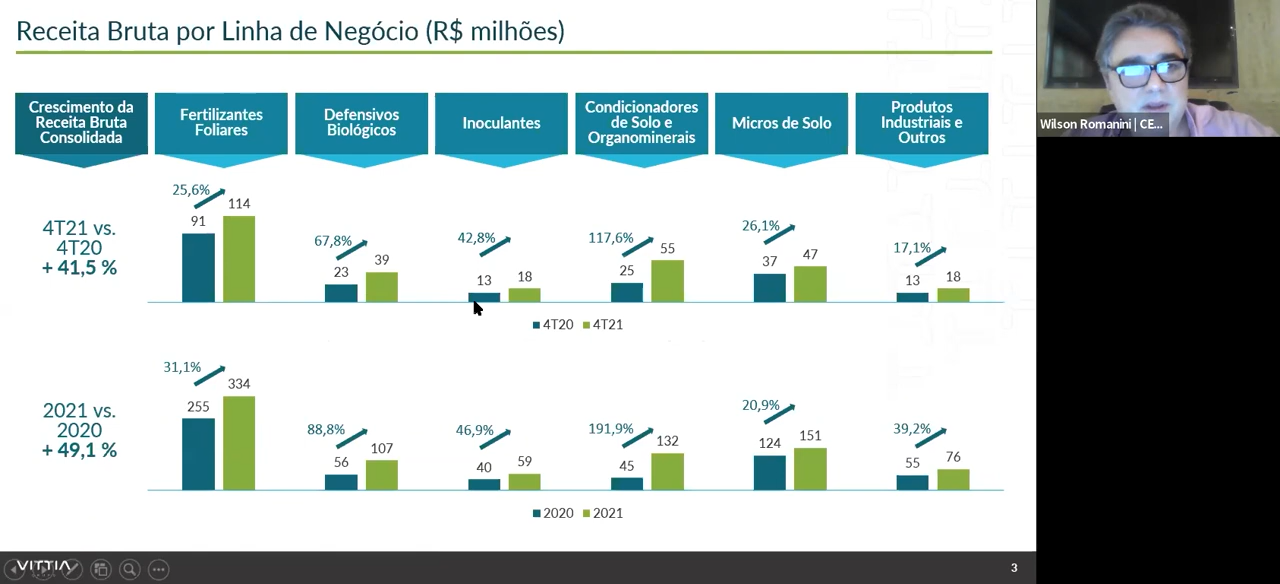 Receita Bruta por Linha de Negócio (R$ milhões)
Wilson Romanini | CE...
Crescimento da
Receita Bruta
Consolidada
Fertilizantes
Foliares
Defensivos
Biológicos
Inoculantes
Condicionadores
de Solo e
Organominerais
Micros de Solo
Produtos
Industriais e
Outros
4T21 vs.
4T20
+ 41,5 %
25,6%
91
114
67,8%
23
39
42,8%
13
18
117,6%
25
55
26,1%
37
47
17,1%
13
18
4T20 4T21
2021 vs.
2020
+ 49,1 %
31,1%
255
334
88,8%
56
107
46,9%
40
59
191,9%
45
132
20,9%
124
151
39,2%
55
76
2020 2021
VITTIA
3